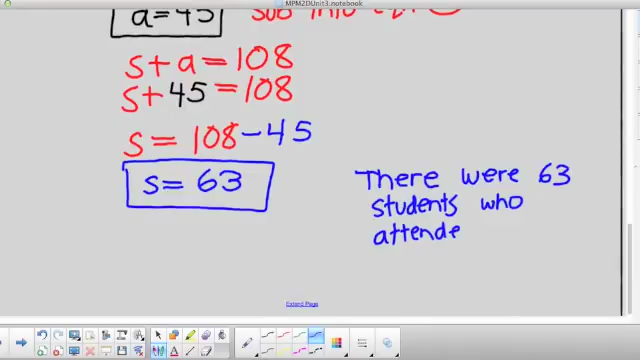 MPM2DUnit3.notebook
a=45 sub into
s+a=108
s+45=108
s=108-45
s=63
There were 63
students who
attende
Extend Page